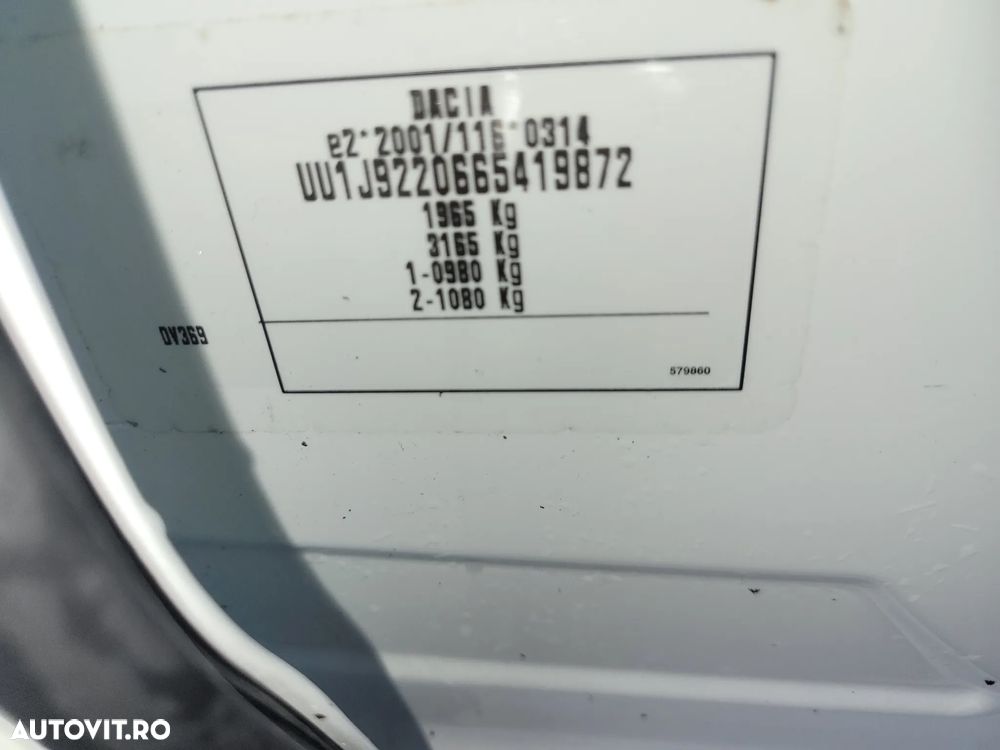 DACIA
e2*2001/116*0314
UU1J9220665419872
1965 Kg
3165 Kg
1-0980 Kg
2-1080 Kg
DV369
579860
AUTOVIT.RO